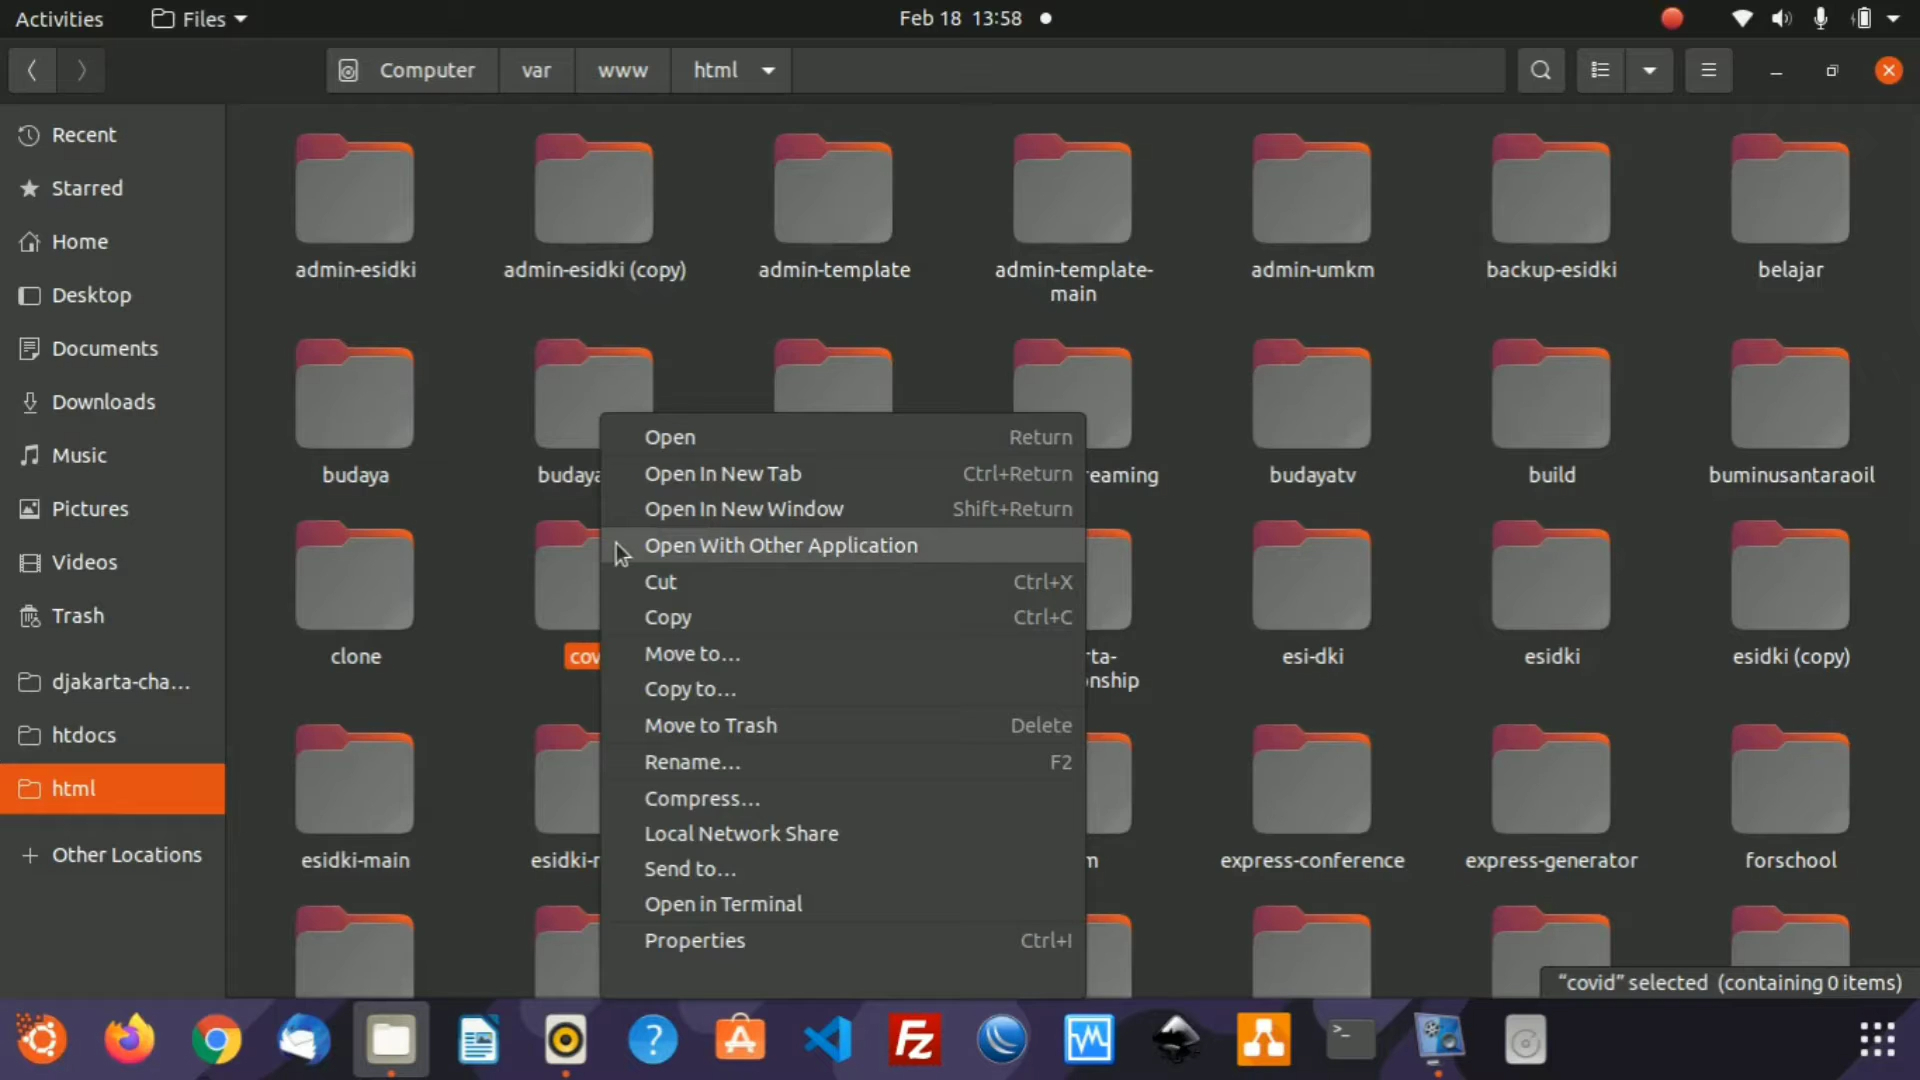 Activities Files Feb 18 13:58
Computer var www html
Recent
Starred
Home
Desktop
Documents
Downloads
Music
Pictures
Videos
Trash
djakarta-cha...
htdocs
html
Other Locations
admin-esidki admin-esidki (copy) admin-template admin-template- admin-umkm backup-esidki belajar
main
budaya budaya eaming budayatv build buminusantaraoil
clone cov ta- esi-dki esidki esidki (copy)
nship
esidki-main esidki-r m express-conference express-generator forschool
Open Return
Open In New Tab Ctrl+Return
Open In New Window Shift+Return
Open With Other Application
Cut Ctrl+X
Copy Ctrl+C
Move to...
Copy to...
Move to Trash Delete
Rename... F2
Compress...
Local Network Share
Send to...
Open in Terminal
Properties Ctrl+I
“covid” selected (containing 0 items)